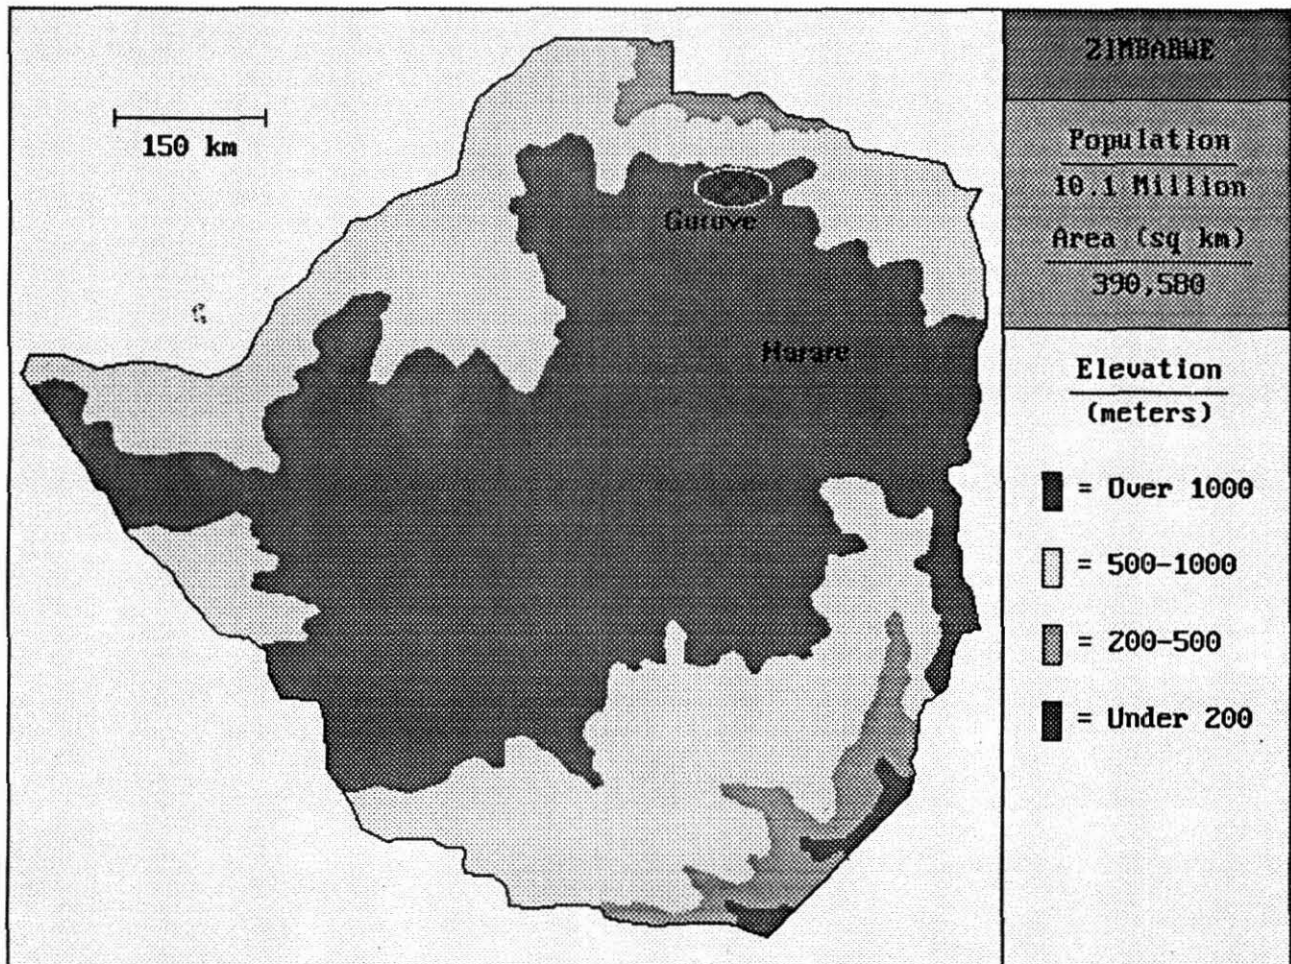 ZIMBABWE
150 km
Population
10.1 Million
Guruve
Area (sq km)
390,580
Harare
Elevation
(meters)
= Over 1000
= 500-1000
= 200-500
= Under 200